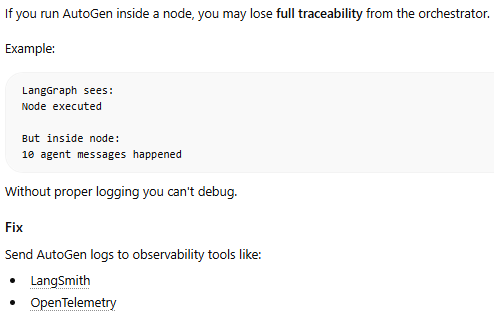 If you run AutoGen inside a node, you may lose full traceability from the orchestrator.
Example:
LangGraph sees:
Node executed
But inside node:
10 agent messages happened
Without proper logging you can't debug.
Fix
Send AutoGen logs to observability tools like:
• LangSmith
• OpenTelemetry